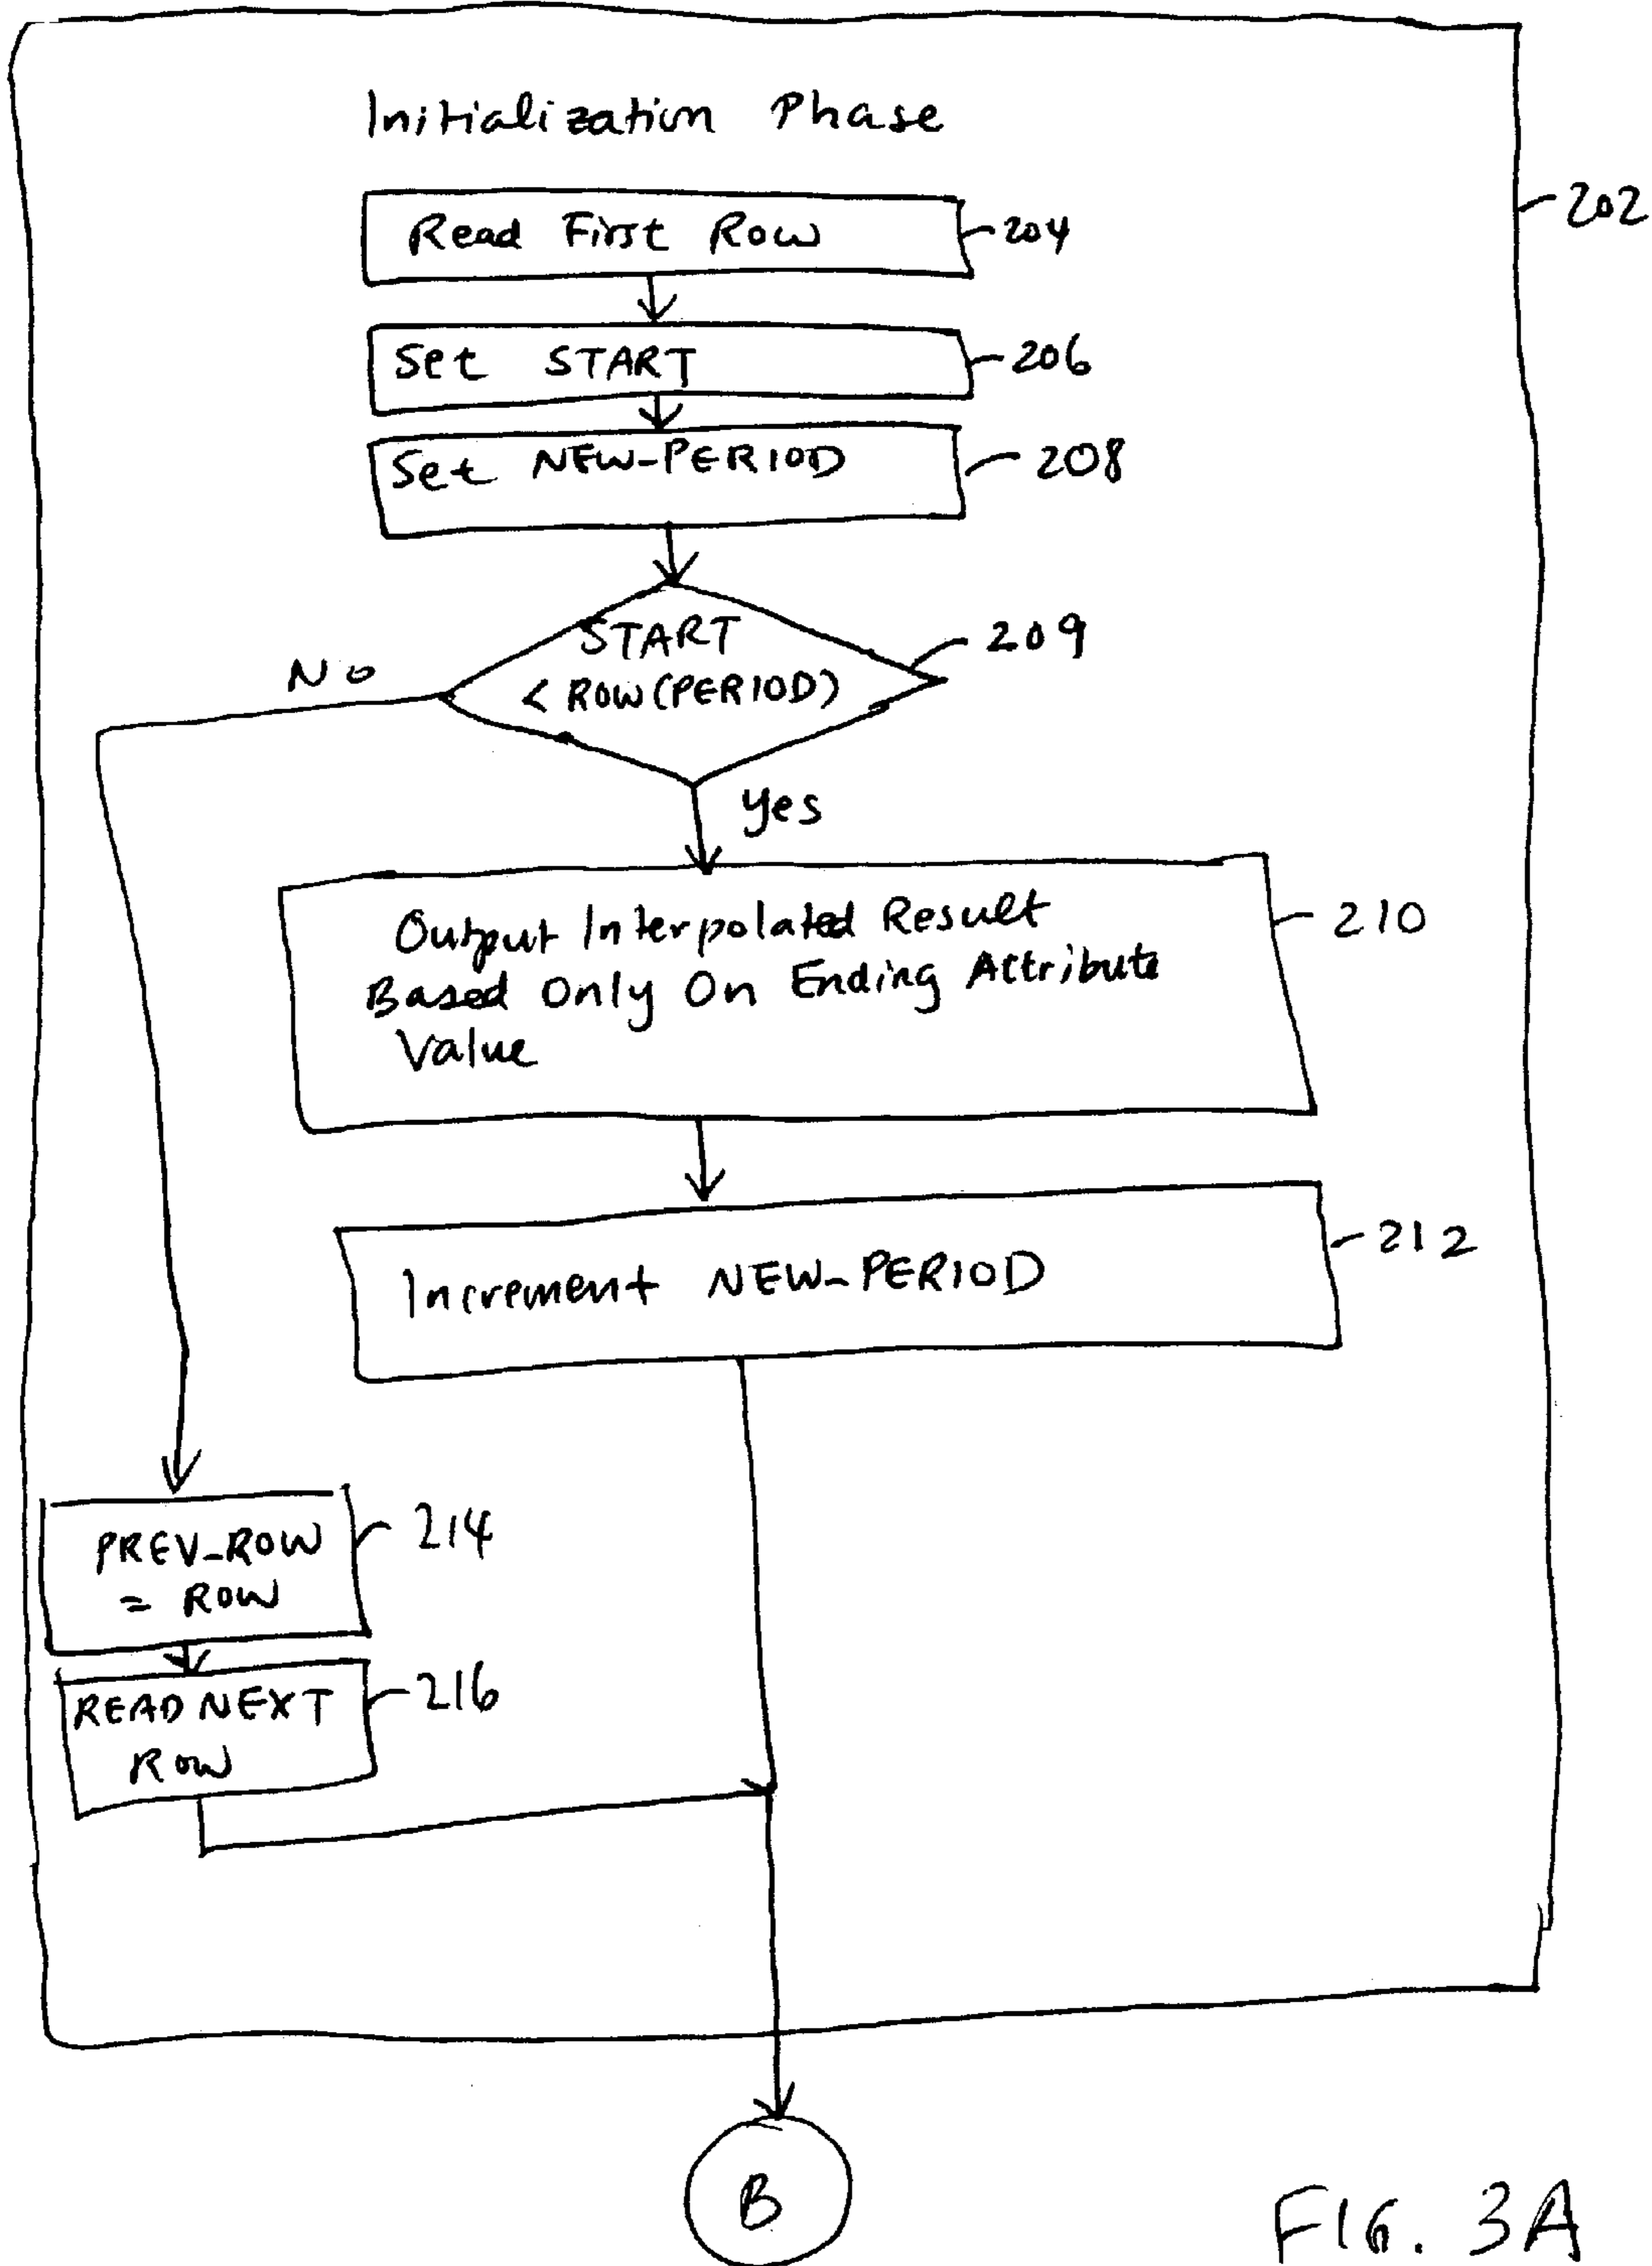 Initialization Phase
202
Read First Row
204
Set START
206
Set NEW-PERIOD
208
START
< ROW (PERIOD)
209
No
yes
Output Interpolated Result
Based Only On Ending Attribute
Value
210
Increment NEW-PERIOD
212
PREV-ROW
= ROW
214
READ NEXT
ROW
216
B
FIG. 3A